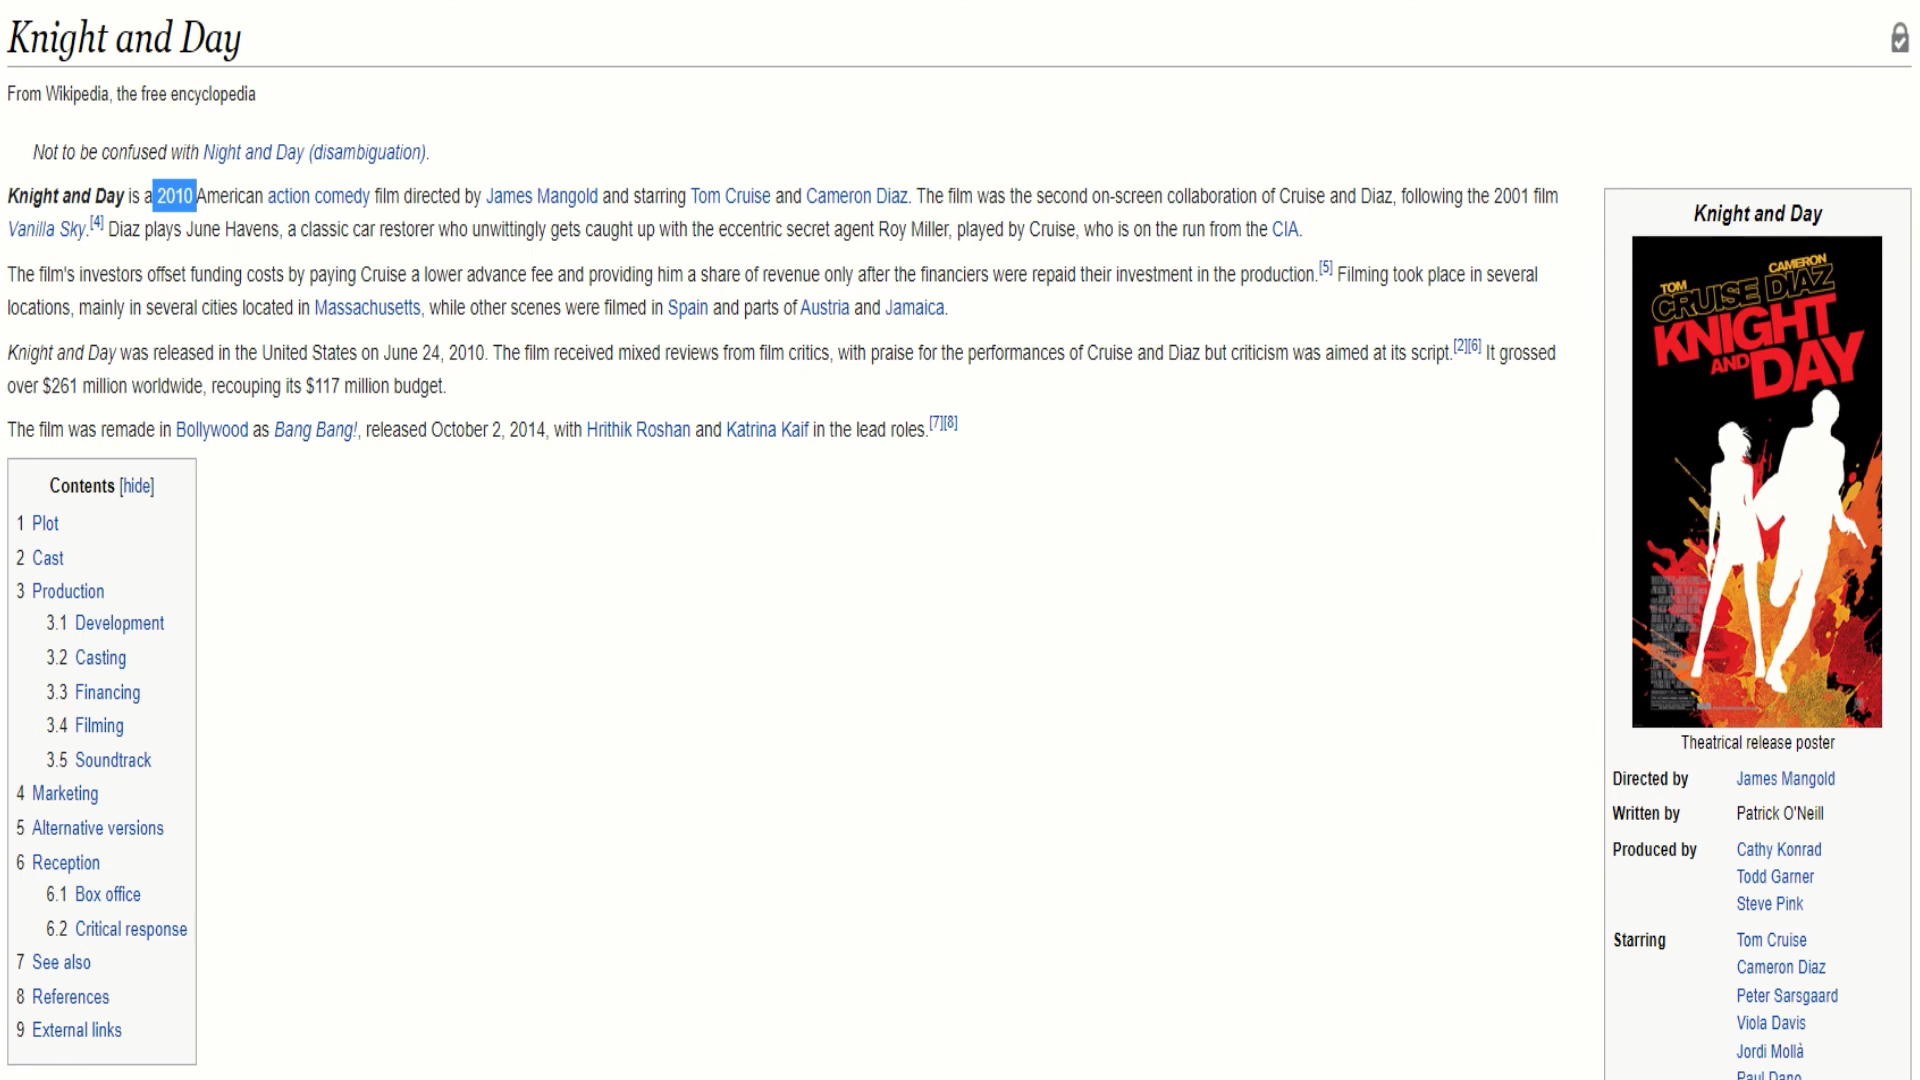 Knight and Day
From Wikipedia, the free encyclopedia
Not to be confused with Night and Day (disambiguation).
Knight and Day is a 2010 American action comedy film directed by James Mangold and starring Tom Cruise and Cameron Diaz. The film was the second on-screen collaboration of Cruise and Diaz, following the 2001 film
Vanilla Sky.[4] Diaz plays June Havens, a classic car restorer who unwittingly gets caught up with the eccentric secret agent Roy Miller, played by Cruise, who is on the run from the CIA.
The film's investors offset funding costs by paying Cruise a lower advance fee and providing him a share of revenue only after the financiers were repaid their investment in the production.[5] Filming took place in several
locations, mainly in several cities located in Massachusetts, while other scenes were filmed in Spain and parts of Austria and Jamaica.
Knight and Day was released in the United States on June 24, 2010. The film received mixed reviews from film critics, with praise for the performances of Cruise and Diaz but criticism was aimed at its script.[2][6] It grossed
over $261 million worldwide, recouping its $117 million budget.
The film was remade in Bollywood as Bang Bang!, released October 2, 2014, with Hrithik Roshan and Katrina Kaif in the lead roles.[7][8]
Contents [hide]
1 Plot
2 Cast
3 Production
3.1 Development
3.2 Casting
3.3 Financing
3.4 Filming
3.5 Soundtrack
4 Marketing
5 Alternative versions
6 Reception
6.1 Box office
6.2 Critical response
7 See also
8 References
9 External links
Knight and Day
TOM CAMERON
CRUISE DIAZ
KNIGHT
AND DAY
Theatrical release poster
Directed by James Mangold
Written by Patrick O'Neill
Produced by Cathy Konrad
Todd Garner
Steve Pink
Starring Tom Cruise
Cameron Diaz
Peter Sarsgaard
Viola Davis
Jordi Mollà
Paul Dano